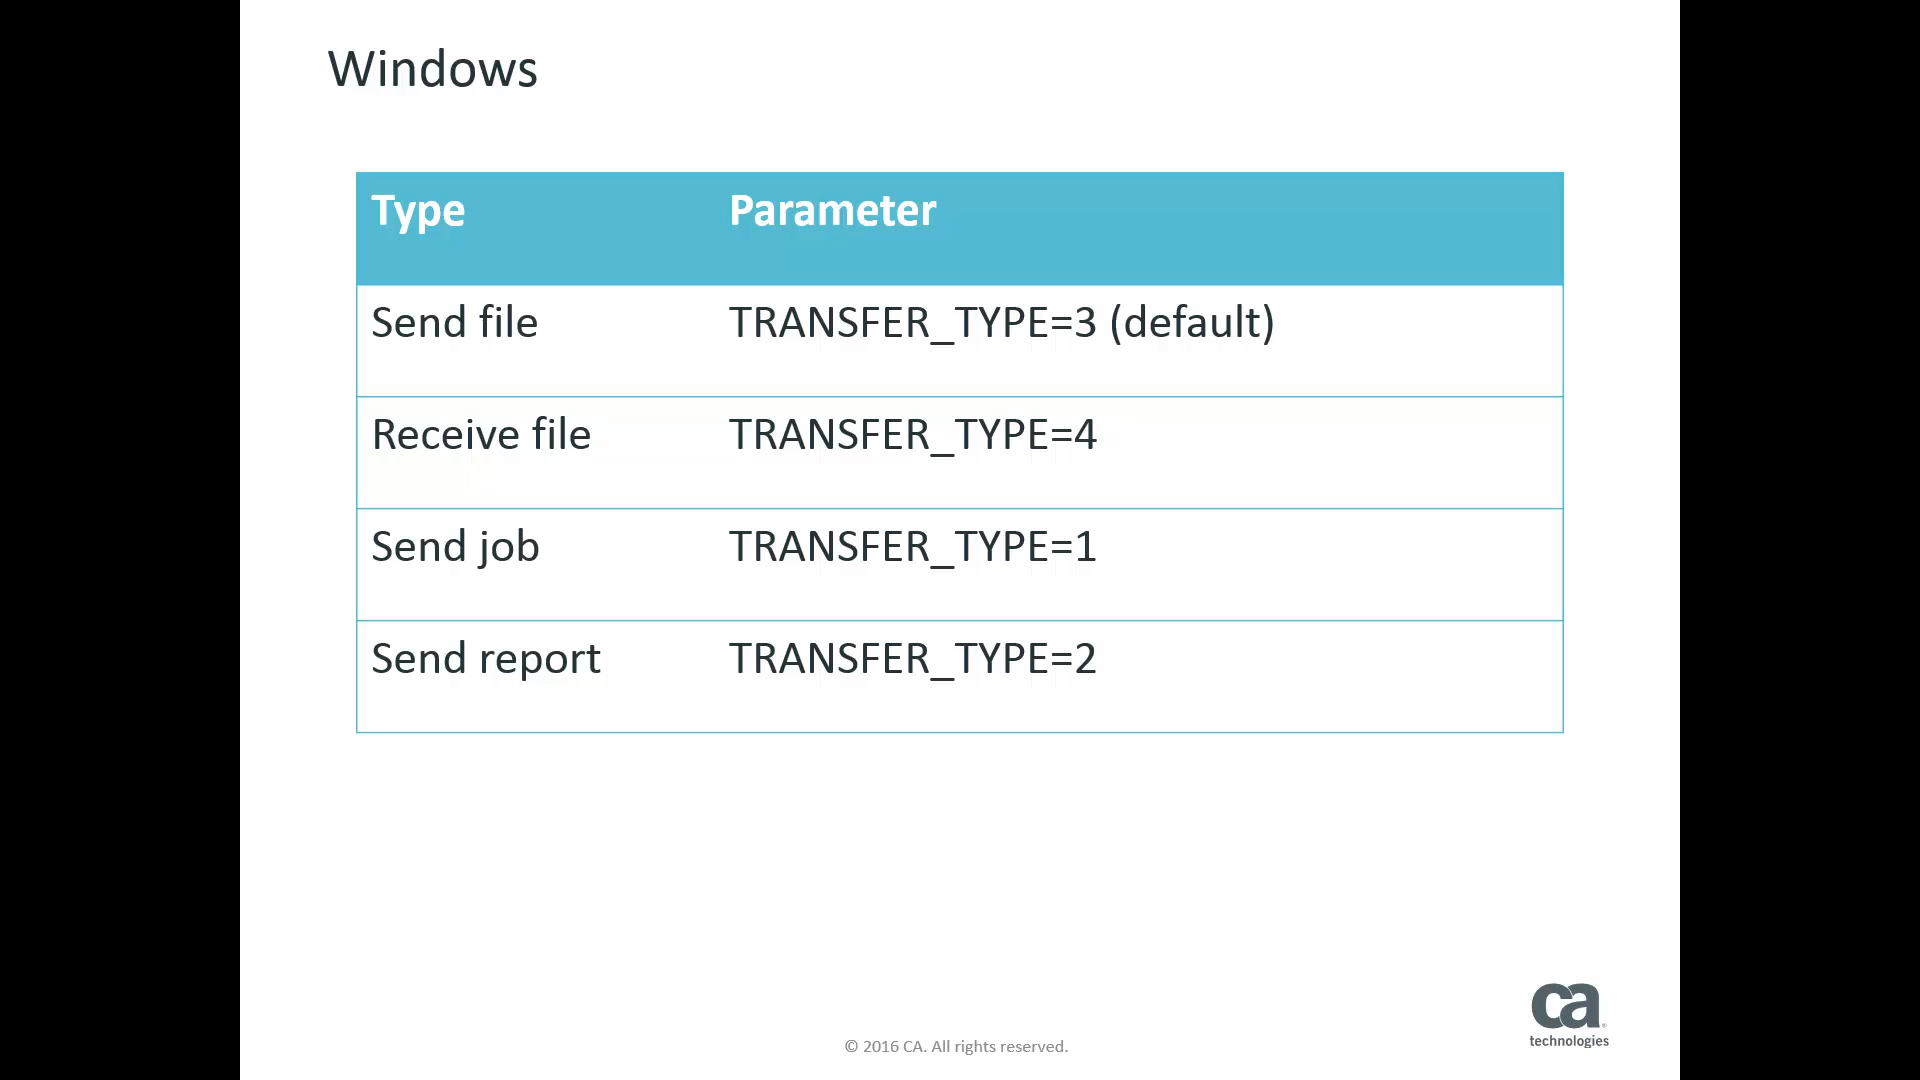 Windows
Type Parameter
Send file TRANSFER_TYPE=3 (default)
Receive file TRANSFER_TYPE=4
Send job TRANSFER_TYPE=1
Send report TRANSFER_TYPE=2
ca
technologies
© 2016 CA. All rights reserved.